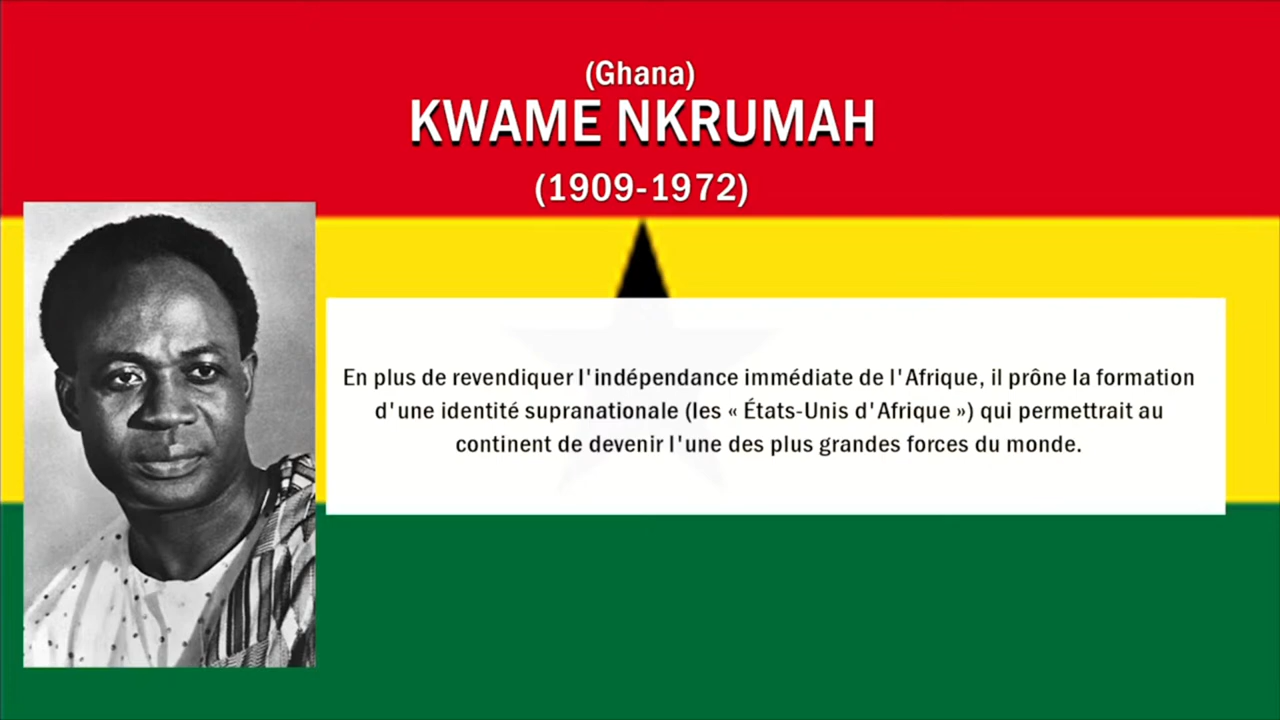 (Ghana)
KWAME NKRUMAH
(1909-1972)
En plus de revendiquer l'indépendance immédiate de l'Afrique, il prône la formation
d'une identité supranationale (les « États-Unis d'Afrique ») qui permettrait au
continent de devenir l'une des plus grandes forces du monde.